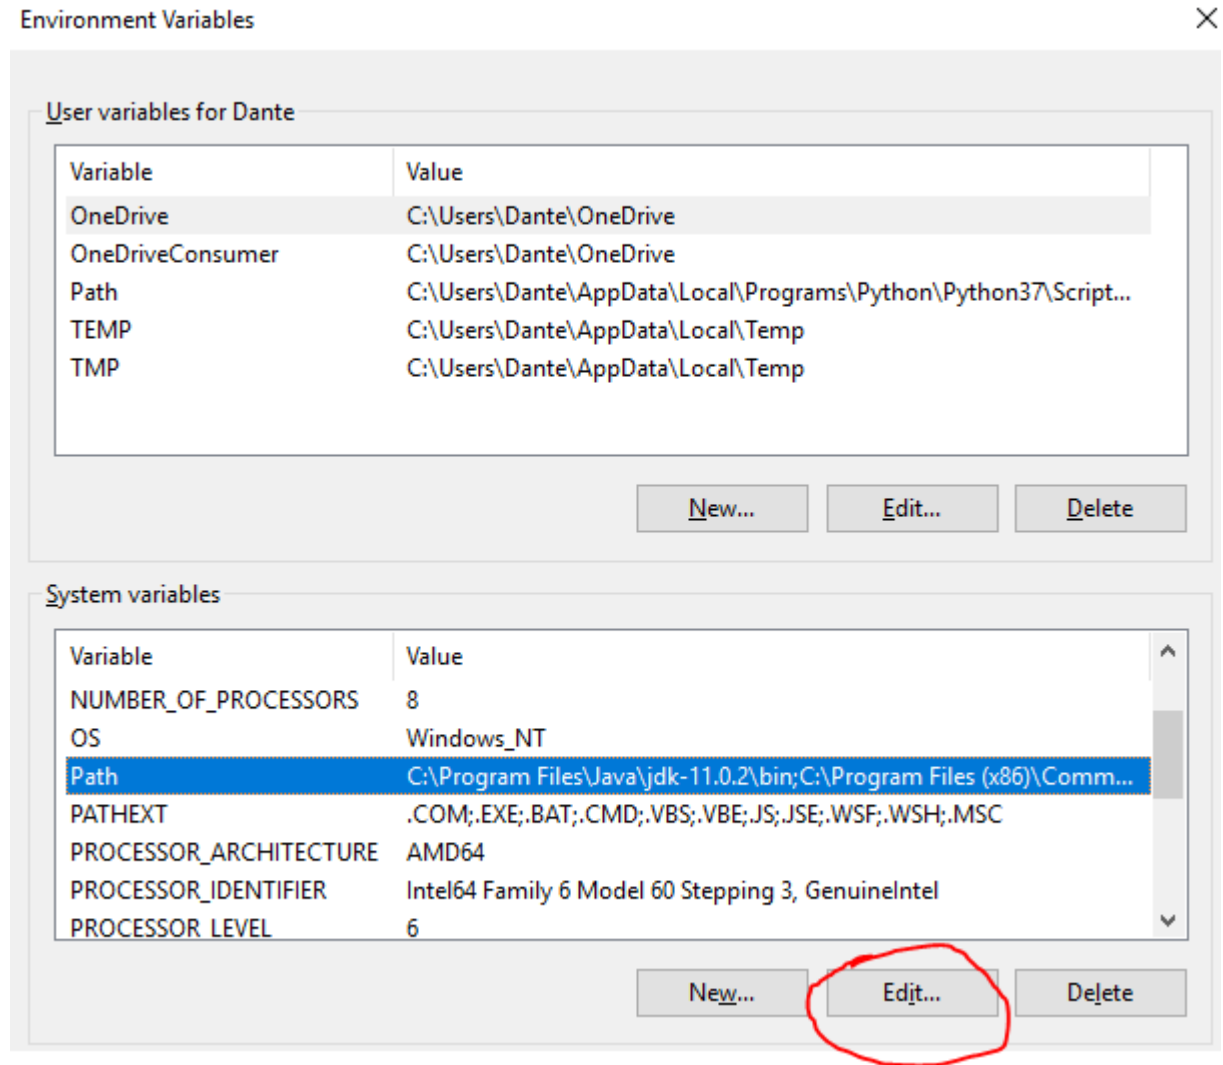 Environment Variables
User variables for Dante
Variable Value
OneDrive C:\Users\Dante\OneDrive
OneDriveConsumer C:\Users\Dante\OneDrive
Path C:\Users\Dante\AppData\Local\Programs\Python\Python37\Script...
TEMP C:\Users\Dante\AppData\Local\Temp
TMP C:\Users\Dante\AppData\Local\Temp
New... Edit... Delete
System variables
Variable Value
NUMBER_OF_PROCESSORS 8
OS Windows_NT
Path C:\Program Files\Java\jdk-11.0.2\bin;C:\Program Files (x86)\Comm...
PATHEXT .COM;.EXE;.BAT;.CMD;.VBS;.VBE;.JS;.JSE;.WSF;.WSH;.MSC
PROCESSOR_ARCHITECTURE AMD64
PROCESSOR_IDENTIFIER Intel64 Family 6 Model 60 Stepping 3, GenuineIntel
PROCESSOR_LEVEL 6
New... Edit... Delete